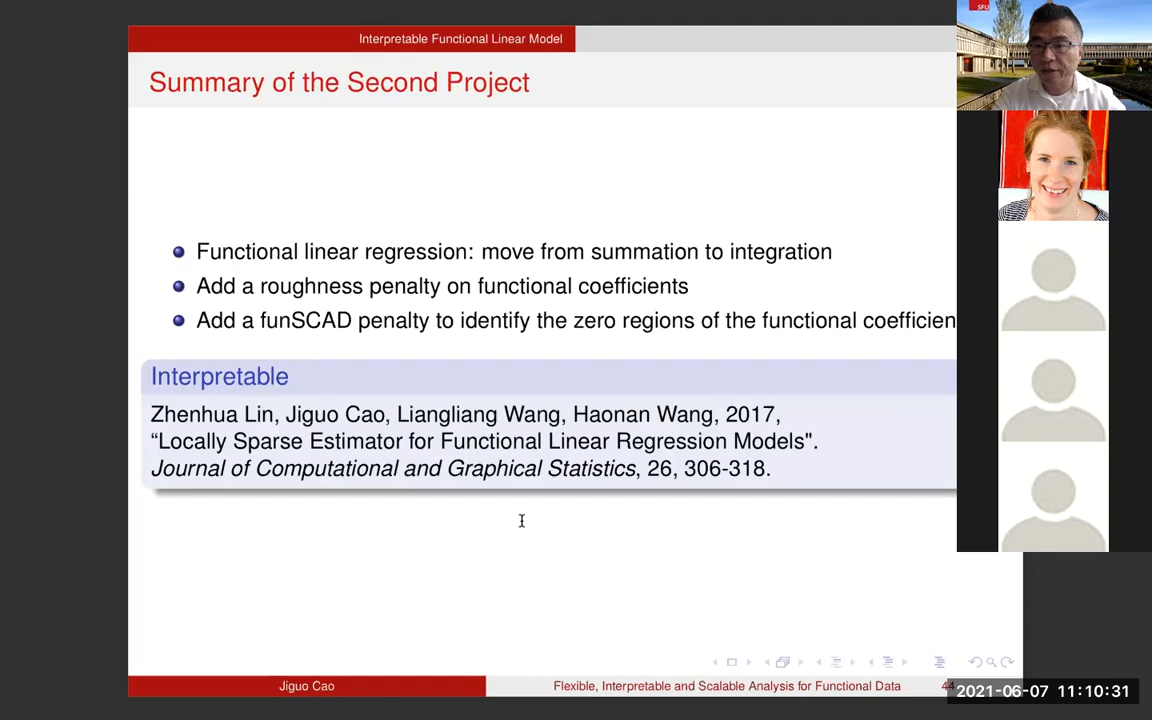 Interpretable Functional Linear Model
SFU
Summary of the Second Project
Functional linear regression: move from summation to integration
Add a roughness penalty on functional coefficients
Add a funSCAD penalty to identify the zero regions of the functional coefficien
Interpretable
Zhenhua Lin, Jiguo Cao, Liangliang Wang, Haonan Wang, 2017,
“Locally Sparse Estimator for Functional Linear Regression Models".
Journal of Computational and Graphical Statistics, 26, 306-318.
Jiguo Cao
Flexible, Interpretable and Scalable Analysis for Functional Data
2021-06-07 11:10:31